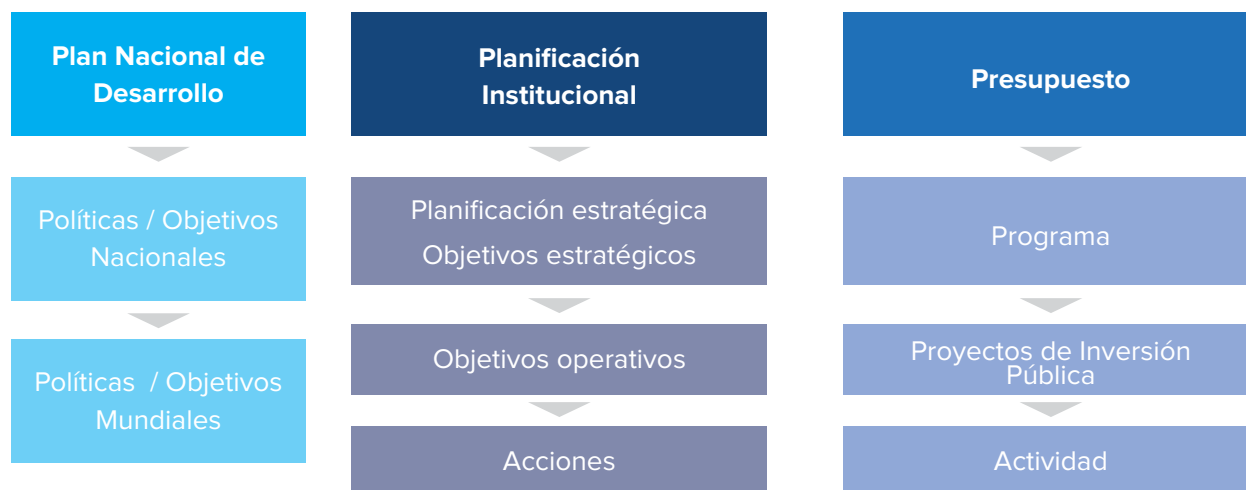 Plan Nacional de
Desarrollo
Políticas / Objetivos
Nacionales
Políticas / Objetivos
Mundiales
Planificación
Institucional
Planificación estratégica
Objetivos estratégicos
Objetivos operativos
Acciones
Presupuesto
Programa
Proyectos de Inversión
Pública
Actividad